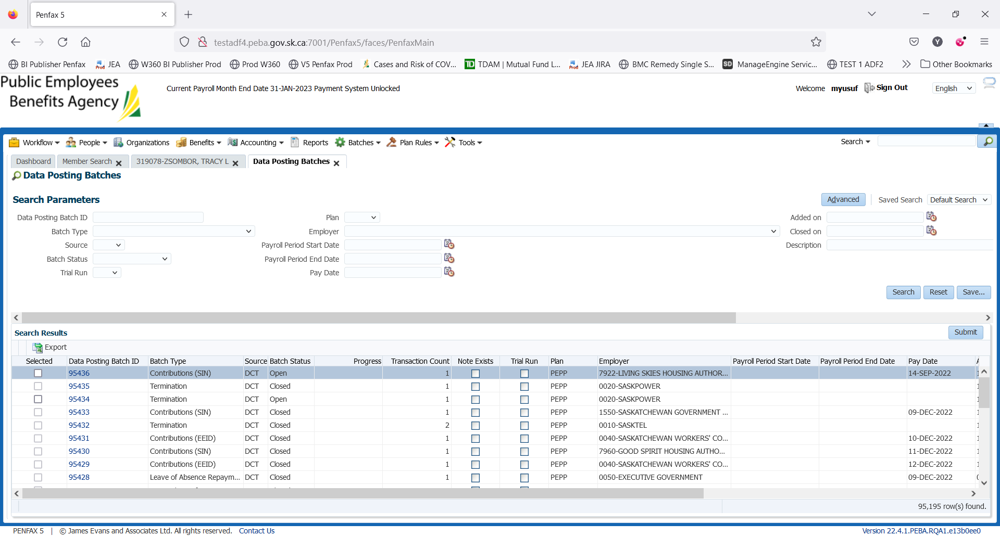 Penfax 5
testadf4.peba.gov.sk.ca:7001/Penfax5/faces/PenfaxMain
Y
BI Publisher Penfax JEA W360 BI Publisher Prod Prod W360 V5 Penfax Prod Cases and Risk of COV... TD TDAM | Mutual Fund L... JEA JIRA BMC Remedy Single S... SD ManageEngine Servic... TEST 1 ADF2 Other Bookmarks
Public Employees
Benefits Agency
Current Payroll Month End Date 31-JAN-2023 Payment System Unlocked
Welcome myusuf Sign Out English
Workflow People Organizations Benefits Accounting Reports Batches Plan Rules Tools Search
Dashboard Member Search 319078-ZSOMBOR, TRACY L Data Posting Batches
Data Posting Batches
Search Parameters Advanced Saved Search Default Search
Data Posting Batch ID Plan Added on
Batch Type Employer Closed on
Source Payroll Period Start Date Description
Batch Status Payroll Period End Date
Trial Run Pay Date
Search Reset Save...
Search Results Submit
Export
Selected Data Posting Batch ID Batch Type Source Batch Status Progress Transaction Count Note Exists Trial Run Plan Employer Payroll Period Start Date Payroll Period End Date Pay Date
95436 Contributions (SIN) DCT Open 1 PEPP 7922-LIVING SKIES HOUSING AUTHOR... 14-SEP-2022
95435 Termination DCT Closed 1 PEPP 0020-SASKPOWER
95434 Termination DCT Open 1 PEPP 0020-SASKPOWER
95433 Contributions (SIN) DCT Closed 1 PEPP 1550-SASKATCHEWAN GOVERNMENT ... 09-DEC-2022
95432 Termination DCT Closed 2 PEPP 0010-SASKTEL
95431 Contributions (EEID) DCT Closed 1 PEPP 0040-SASKATCHEWAN WORKERS' CO... 10-DEC-2022
95430 Contributions (SIN) DCT Closed 1 PEPP 7960-GOOD SPIRIT HOUSING AUTHO... 11-DEC-2022
95429 Contributions (EEID) DCT Closed 1 PEPP 0040-SASKATCHEWAN WORKERS' CO... 12-DEC-2022
95428 Leave of Absence Repaym... DCT Closed 1 PEPP 0050-EXECUTIVE GOVERNMENT 09-DEC-2022
95,195 row(s) found.
PENFAX 5 | © James Evans and Associates Ltd. All rights reserved. Contact Us Version 22.4.1.PEBA.RQA1.e13b0ee0